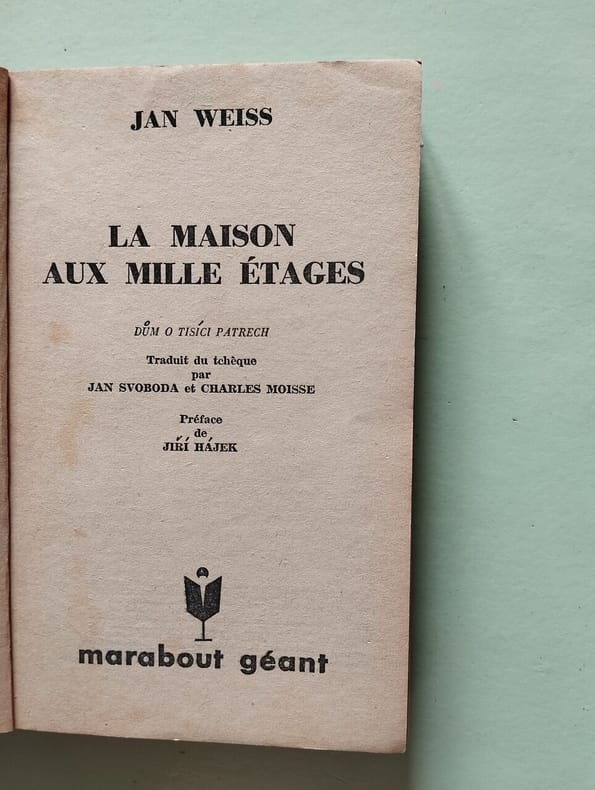 JAN WEISS
LA MAISON
AUX MILLE ÉTAGES
DŮM O TISÍCI PATRECH
Traduit du tchèque
par
JAN SVOBODA et CHARLES MOISSE
Préface
de
JIŘÍ HÁJEK
marabout géant